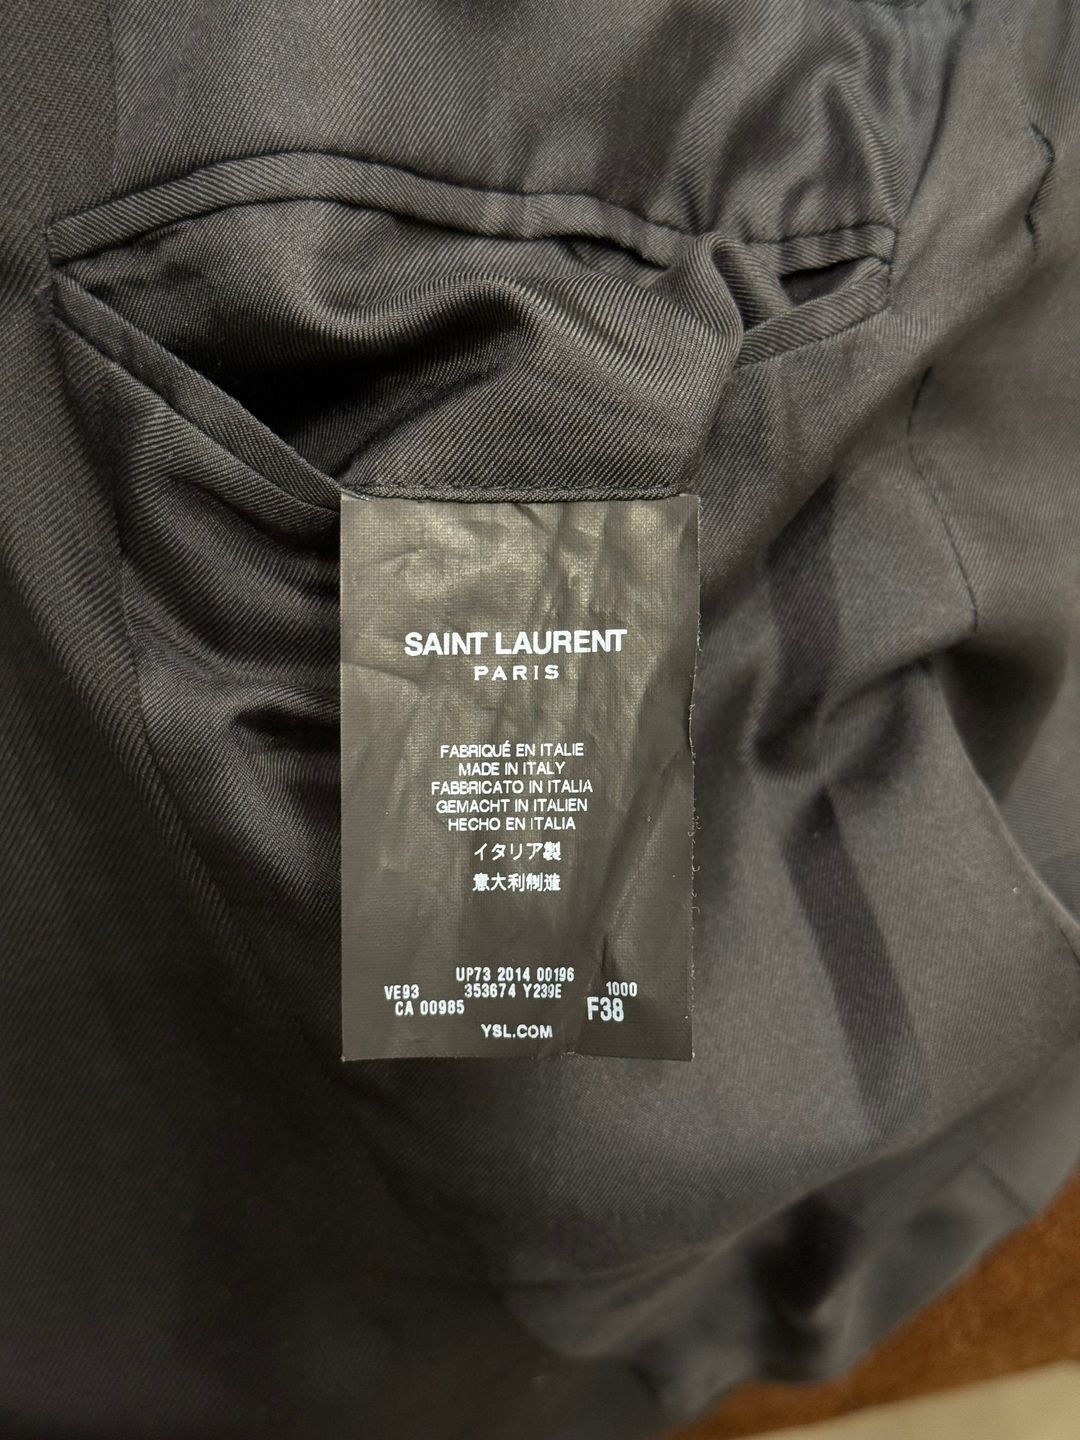 SAINT LAURENT
PARIS
FABRIQUÉ EN ITALIE
MADE IN ITALY
FABBRICATO IN ITALIA
GEMACHT IN ITALIEN
HECHO EN ITALIA
イタリア製
意大利制造
UP73 2014 00196
VE93 353674 Y239E 1000
CA 00985 F38
YSL.COM